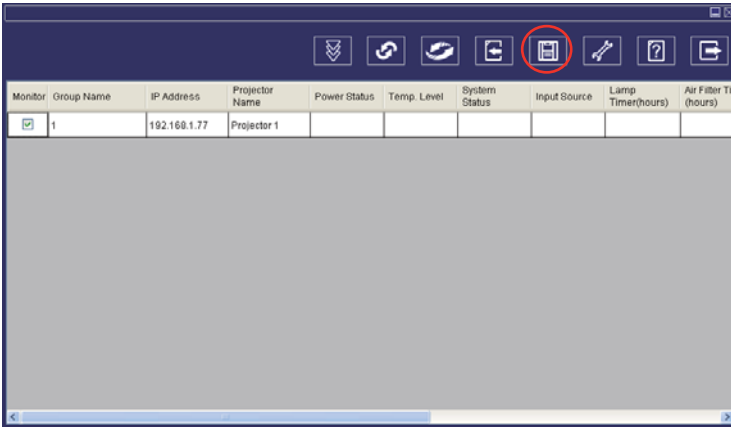 Monitor Group Name IP Address Projector Name Power Status Temp. Level System Status Input Source Lamp Timer(hours) Air Filter Ti (hours)
1 192.168.1.77 Projector 1